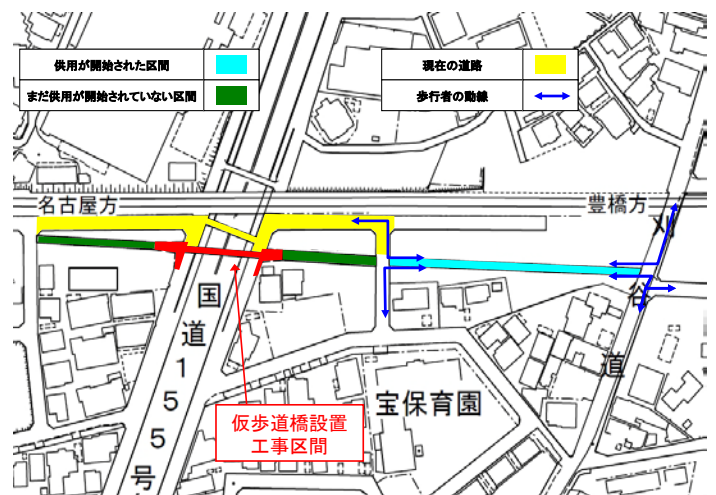 供用が開始された区間
まだ供用が開始されていない区間
現在の道路
歩行者の動線
名古屋方
豊橋方
刈
谷
道
国
道
1
5
5
号
仮歩道橋設置
工事区間
宝保育園